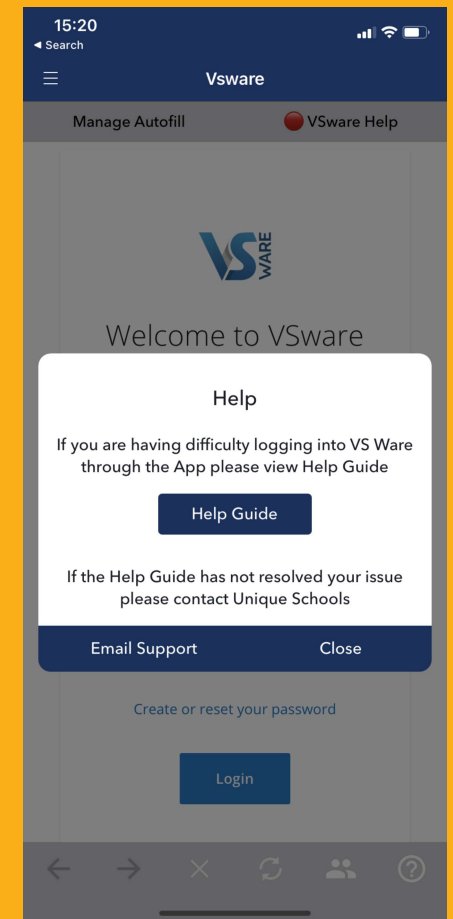 15:20
◄ Search
Vsware
Manage Autofill
VSware Help
VS WARE
Welcome to VSware
Help
If you are having difficulty logging into VS Ware
through the App please view Help Guide
Help Guide
If the Help Guide has not resolved your issue
please contact Unique Schools
Email Support
Close
Create or reset your password
Login
?